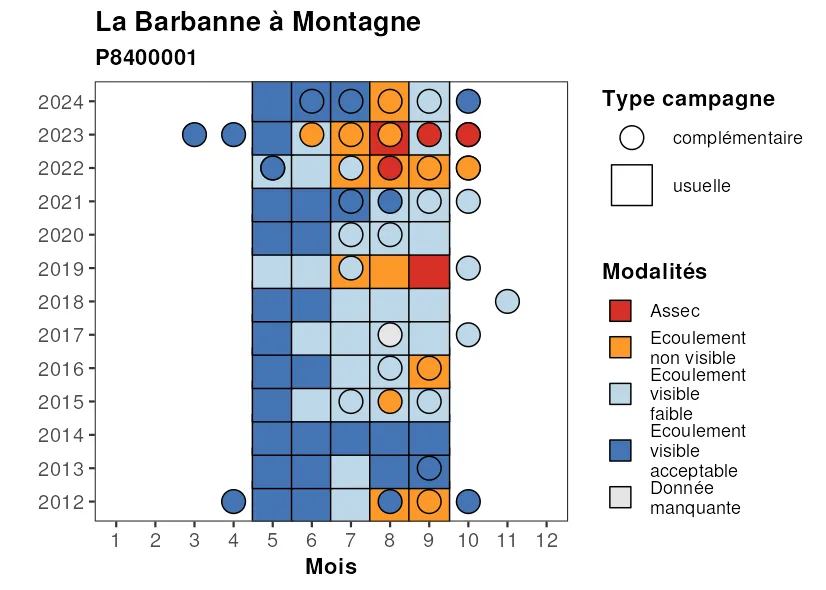 La Barbanne à Montagne
P8400001
2024
2023
2022
2021
2020
2019
2018
2017
2016
2015
2014
2013
2012
1 2 3 4 5 6 7 8 9 10 11 12
Mois
Type campagne
complémentaire
usuelle
Modalités
Assec
Ecoulement
non visible
Ecoulement
visible
faible
Ecoulement
visible
acceptable
Donnée
manquante